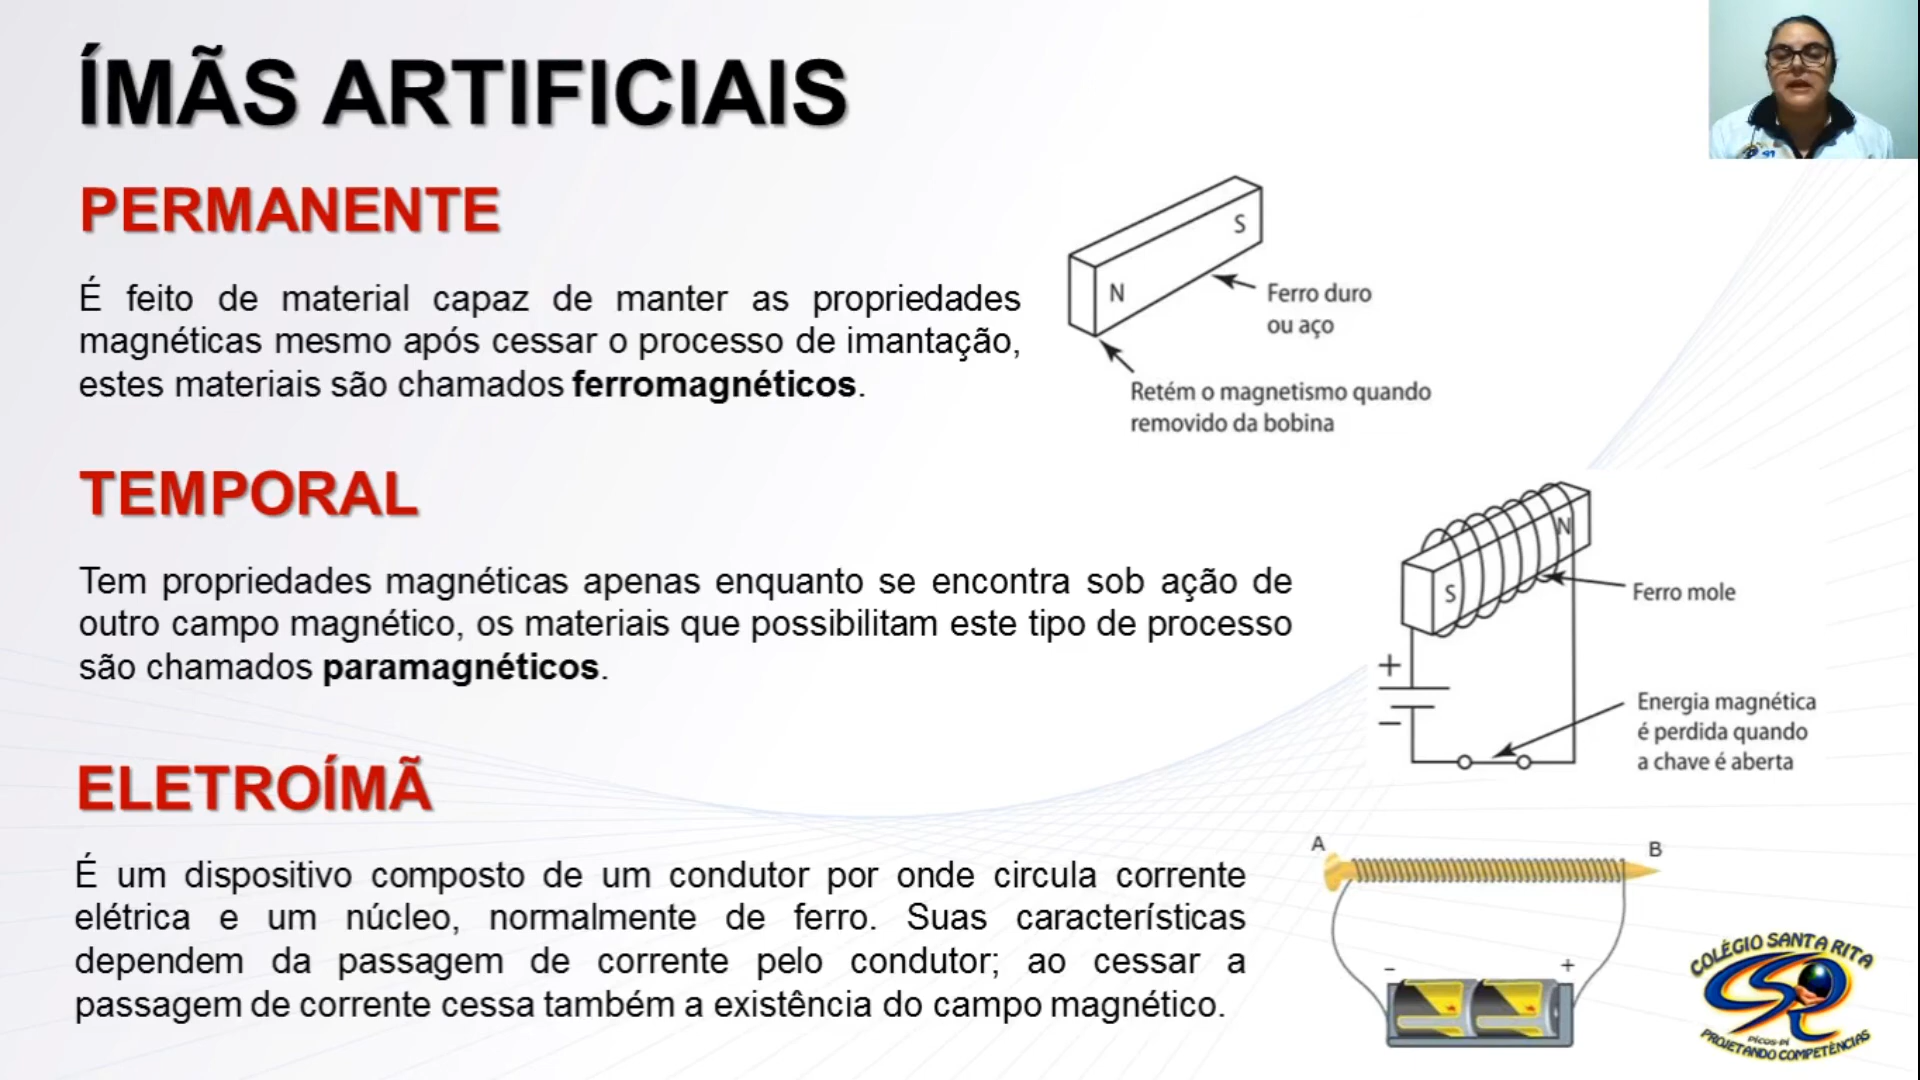 ÍMÃS ARTIFICIAIS
PERMANENTE
É feito de material capaz de manter as propriedades
magnéticas mesmo após cessar o processo de imantação,
estes materiais são chamados ferromagnéticos.
S
N
Ferro duro
ou aço
Retém o magnetismo quando
removido da bobina
TEMPORAL
Tem propriedades magnéticas apenas enquanto se encontra sob ação de
outro campo magnético, os materiais que possibilitam este tipo de processo
são chamados paramagnéticos.
N
S
Ferro mole
+
−
Energia magnética
é perdida quando
a chave é aberta
ELETROÍMÃ
É um dispositivo composto de um condutor por onde circula corrente
elétrica e um núcleo, normalmente de ferro. Suas características
dependem da passagem de corrente pelo condutor; ao cessar a
passagem de corrente cessa também a existência do campo magnético.
A
B
-
+
COLÉGIO SANTA RITA
PICOS-PI
PROJETANDO COMPETÊNCIAS